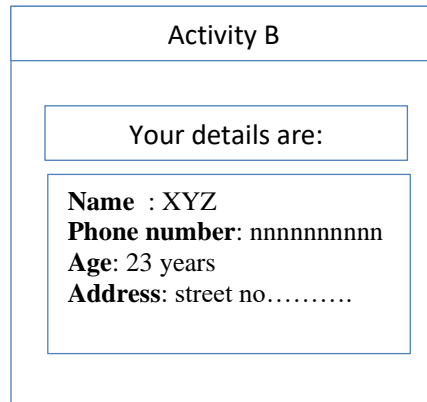 Activity B
Your details are:
Name : XYZ
Phone number: nnnnnnnnnn
Age: 23 years
Address: street no……….